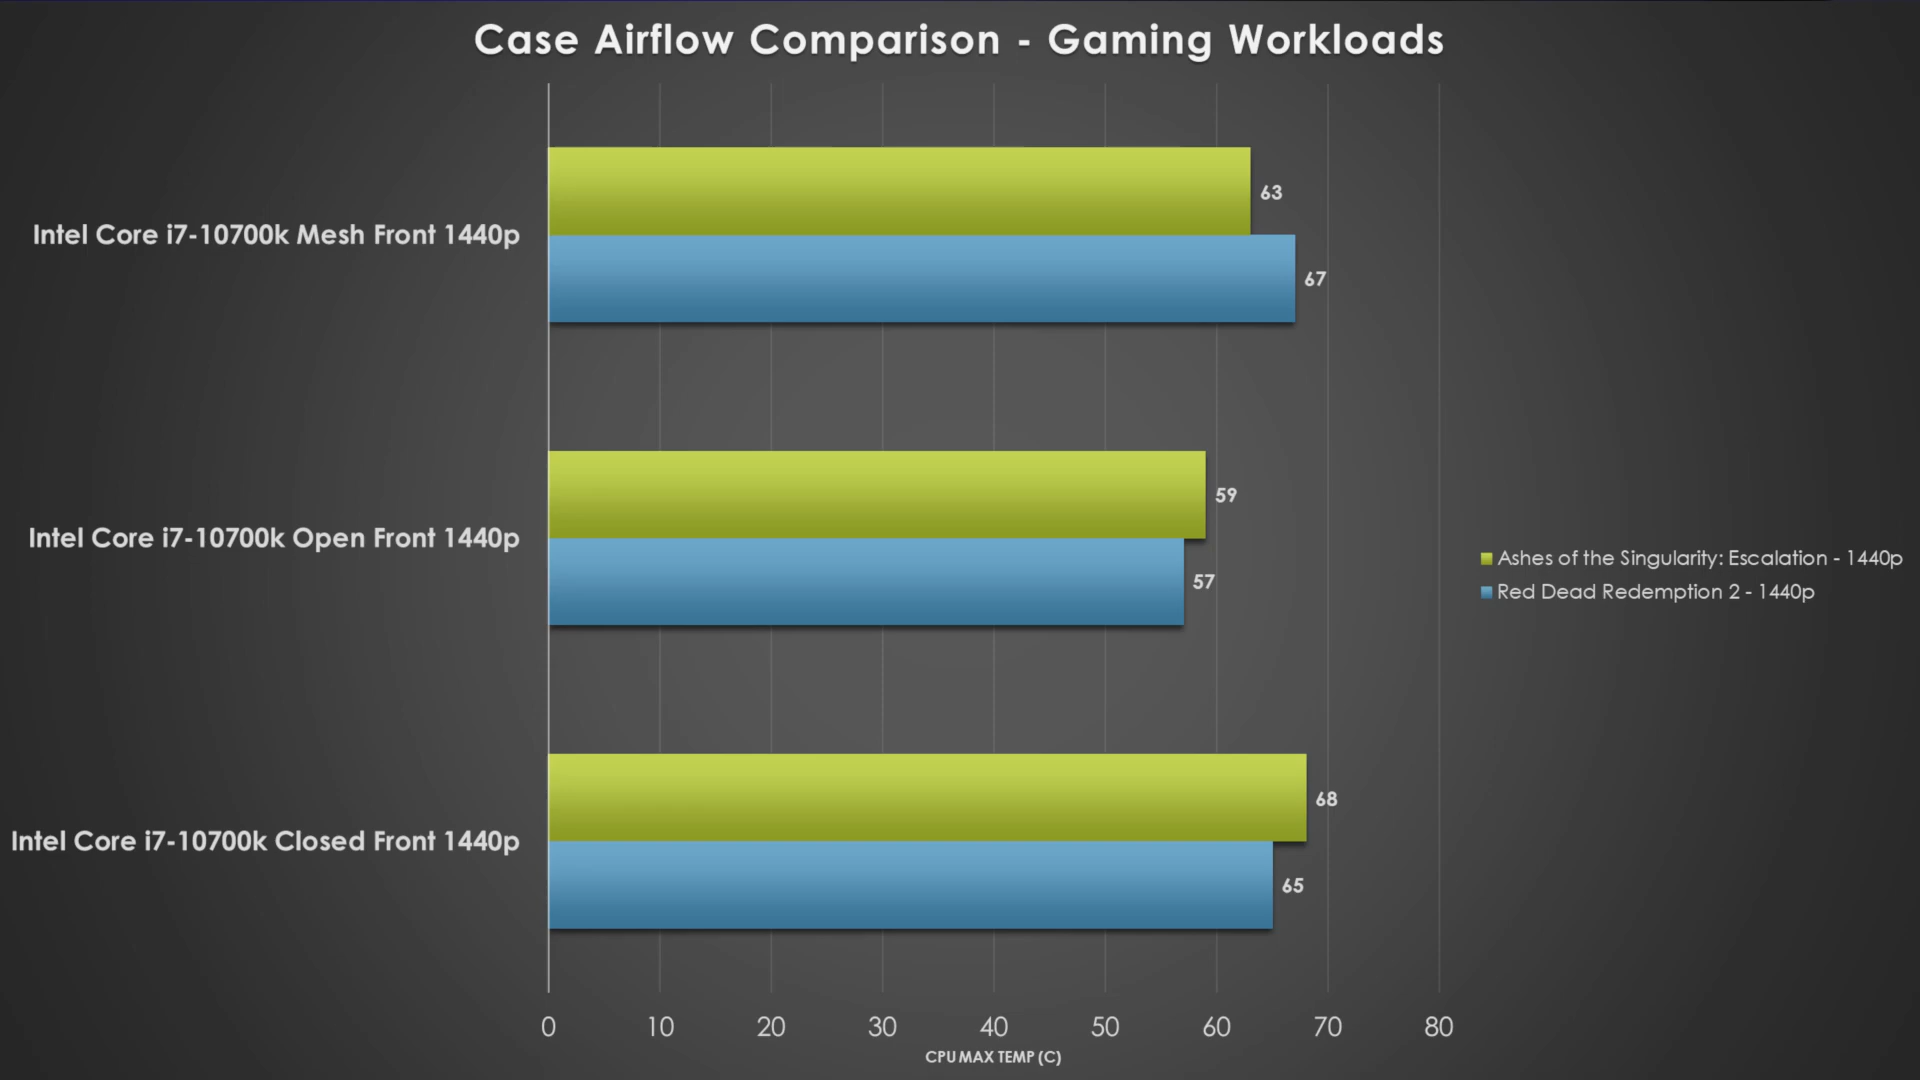 Case Airflow Comparison - Gaming Workloads
Intel Core i7-10700k Mesh Front 1440p
63
67
Intel Core i7-10700k Open Front 1440p
59
57
Intel Core i7-10700k Closed Front 1440p
68
65
Ashes of the Singularity: Escalation - 1440p
Red Dead Redemption 2 - 1440p
0 10 20 30 40 50 60 70 80
CPU MAX TEMP (C)